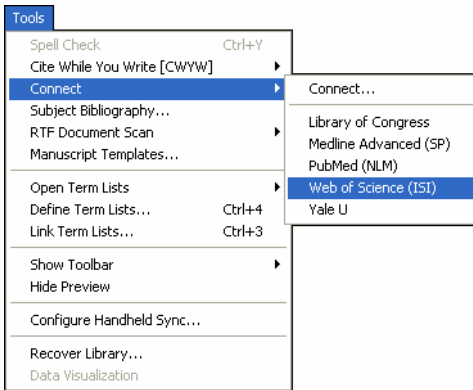 Tools
Spell Check Ctrl+Y
Cite While You Write [CWYW]
Connect
Subject Bibliography...
RTF Document Scan
Manuscript Templates...
Open Term Lists
Define Term Lists... Ctrl+4
Link Term Lists... Ctrl+3
Show Toolbar
Hide Preview
Configure Handheld Sync...
Recover Library...
Data Visualization
Connect...
Library of Congress
Medline Advanced (SP)
PubMed (NLM)
Web of Science (ISI)
Yale U